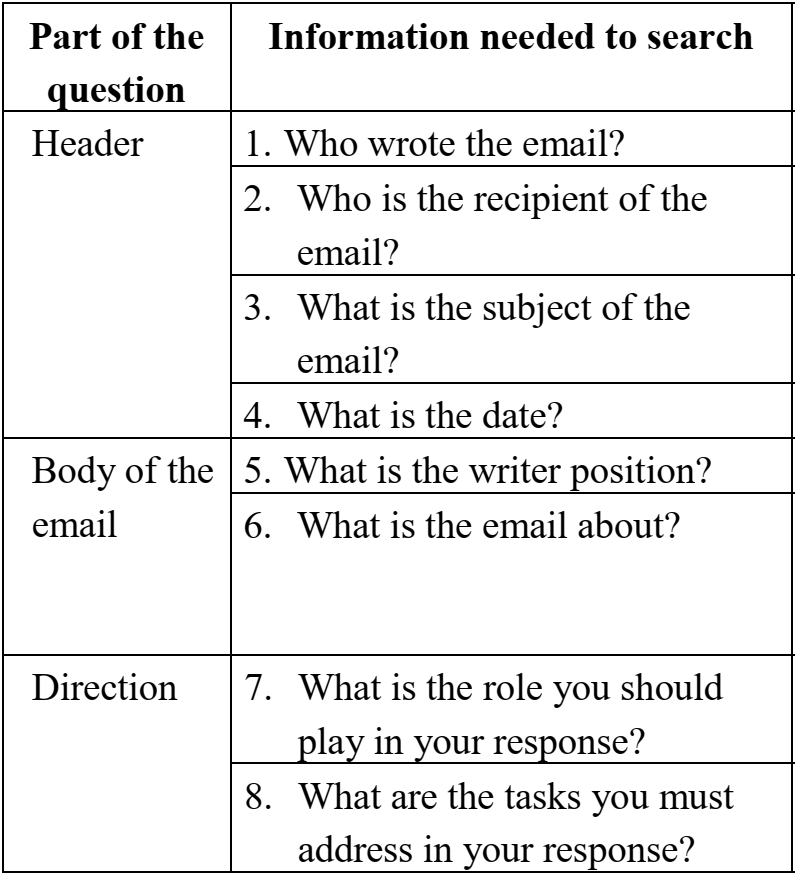 Part of the question
Information needed to search
Header
1. Who wrote the email?
2. Who is the recipient of the
email?
3. What is the subject of the
email?
4. What is the date?
Body of the
email
5. What is the writer position?
6. What is the email about?
Direction
7. What is the role you should
play in your response?
8. What are the tasks you must
address in your response?